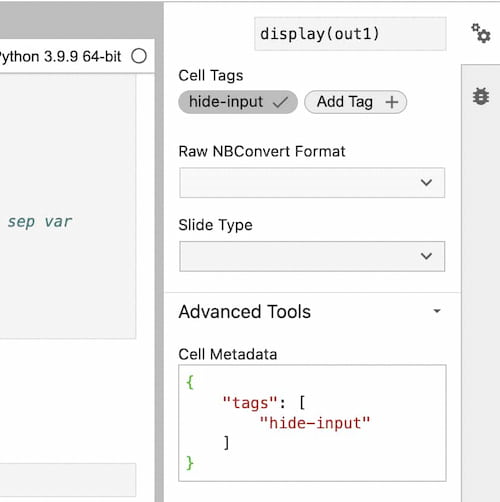 display(out1)
ython 3.9.9 64-bit
Cell Tags
hide-input
Add Tag +
Raw NBConvert Format
sep var
Slide Type
Advanced Tools
Cell Metadata
{
"tags": [
"hide-input"
]
}